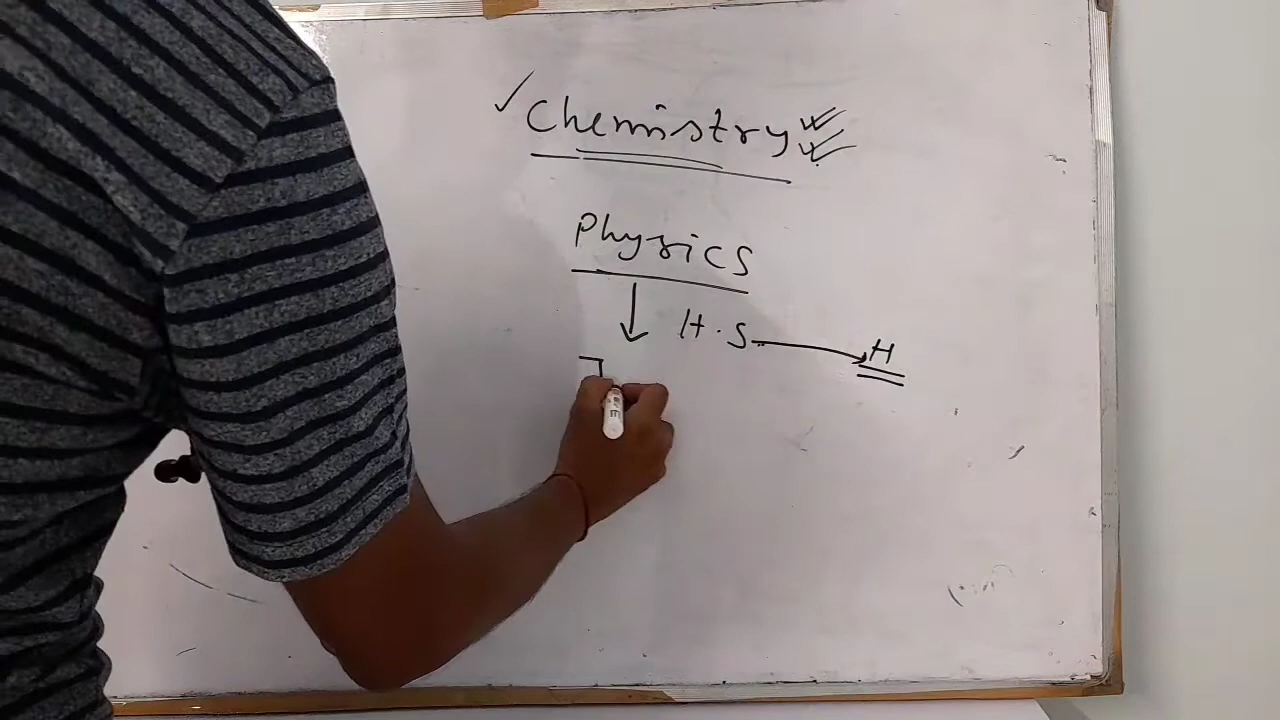 ✓ Chemistry
Physics
↓ H.S → H